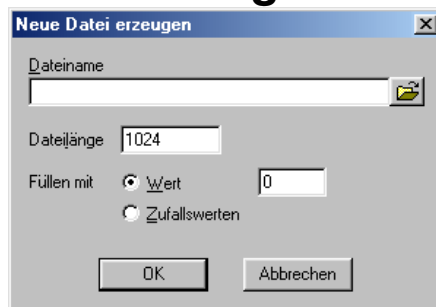 Neue Datei erzeugen
Dateiname
Dateilänge 1024
Füllen mit Wert 0
Zufallswerten
OK Abbrechen